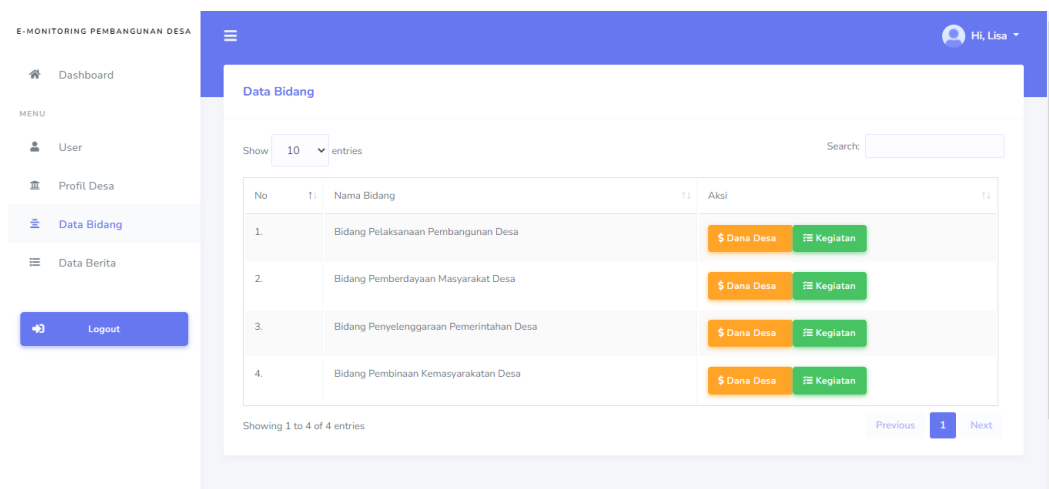 E-MONITORING PEMBANGUNAN DESA
Hi, Lisa
Dashboard
MENU
User
Profil Desa
Data Bidang
Data Berita
Logout
Data Bidang
Show 10 entries
Search:
No Nama Bidang Aksi
1. Bidang Pelaksanaan Pembangunan Desa $ Dana Desa Kegiatan
2. Bidang Pemberdayaan Masyarakat Desa $ Dana Desa Kegiatan
3. Bidang Penyelenggaraan Pemerintahan Desa $ Dana Desa Kegiatan
4. Bidang Pembinaan Kemasyarakatan Desa $ Dana Desa Kegiatan
Showing 1 to 4 of 4 entries
Previous 1 Next